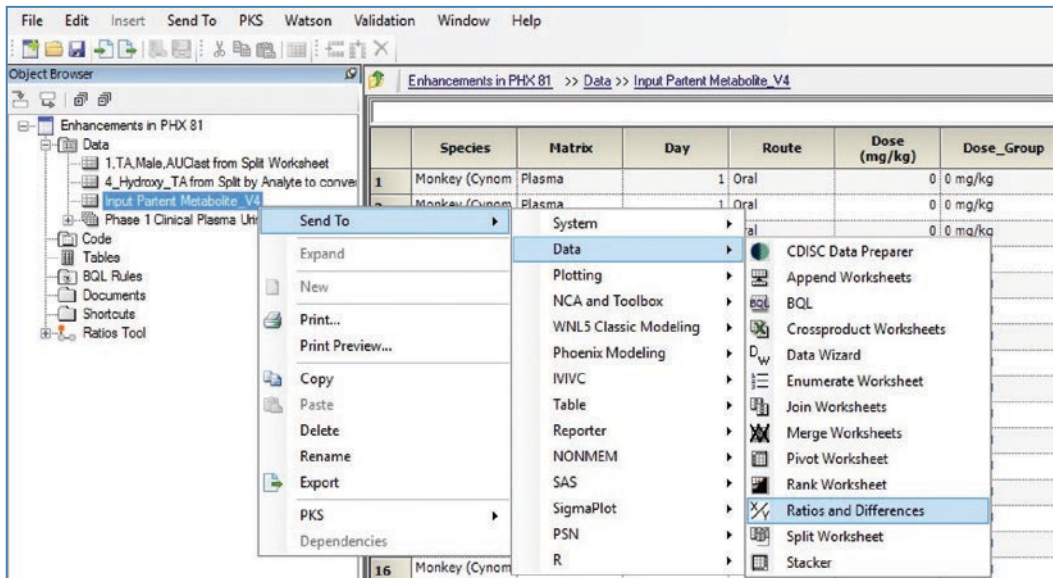 File Edit Insert Send To PKS Watson Validation Window Help
Object Browser
Enhancements in PHX 81 >> Data >> Input Partent Metabolite_V4
Enhancements in PHX 81
Data
1,TA,Male,AUClast from Split Worksheet
4_Hydroxy_TA from Split by Analyte to conver
Input Partent Metabolite_V4
Phase 1 Clinical Plasma Uri
Code
Tables
BQL Rules
Documents
Shortcuts
Ratios Tool
Species Matrix Day Route Dose (mg/kg) Dose_Group
1 Monkey (Cynom Plasma 1 Oral 0 0 mg/kg
Monkey (Cynom Plasma 1 Oral 0 0 mg/kg
0 0 mg/kg
16 Monkey (Cynom
Send To
Expand
New
Print...
Print Preview...
Copy
Paste
Delete
Rename
Export
PKS
Dependencies
System
Data
Plotting
NCA and Toolbox
WNL5 Classic Modeling
Phoenix Modeling
IVIVC
Table
Reporter
NONMEM
SAS
SigmaPlot
PSN
R
CDISC Data Preparer
Append Worksheets
BQL BQL
Crossproduct Worksheets
DW Data Wizard
Enumerate Worksheet
Join Worksheets
Merge Worksheets
Pivot Worksheet
Rank Worksheet
X/Y Ratios and Differences
Split Worksheet
Stacker